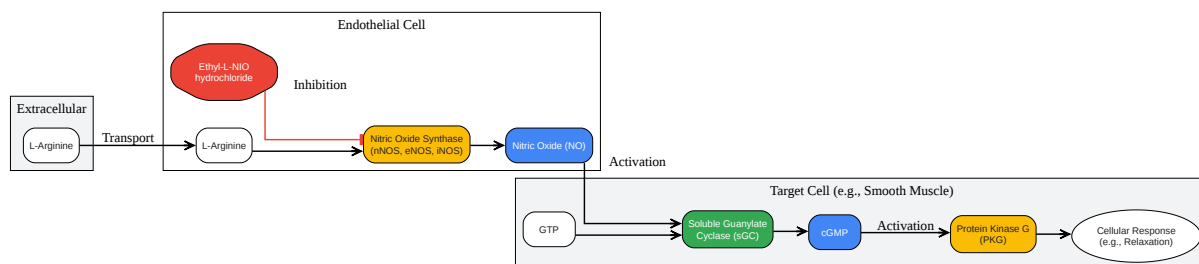 Endothelial Cell
Ethyl-L-NIO
hydrochloride
Inhibition
Extracellular
L-Arginine
Transport
L-Arginine
Nitric Oxide Synthase
(nNOS, eNOS, iNOS)
Nitric Oxide (NO)
Activation
Target Cell (e.g., Smooth Muscle)
GTP
Soluble Guanylate
Cyclase (sGC)
cGMP
Activation
Protein Kinase G
(PKG)
Cellular Response
(e.g., Relaxation)